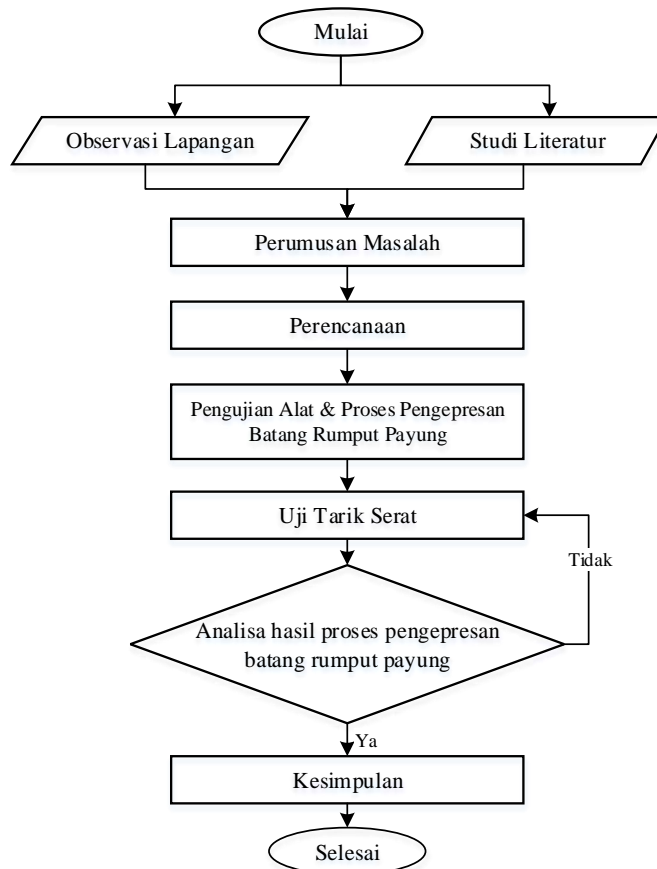 Mulai
Observasi Lapangan
Studi Literatur
Perumusan Masalah
Perencanaan
Pengujian Alat & Proses Pengepresan
Batang Rumput Payung
Uji Tarik Serat
Tidak
Analisa hasil proses pengepresan
batang rumput payung
Ya
Kesimpulan
Selesai